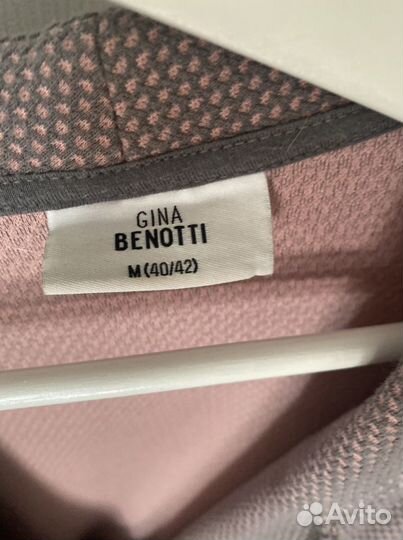 GINA
BENOTTI
M (40/42)
Avito